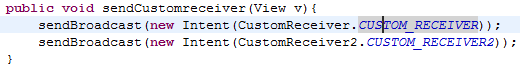 public void sendCustomreceiver(View v){
sendBroadcast(new Intent(CustomReceiver.CUSTOM_RECEIVER));
sendBroadcast(new Intent(CustomReceiver2.CUSTOM_RECEIVER2));
}